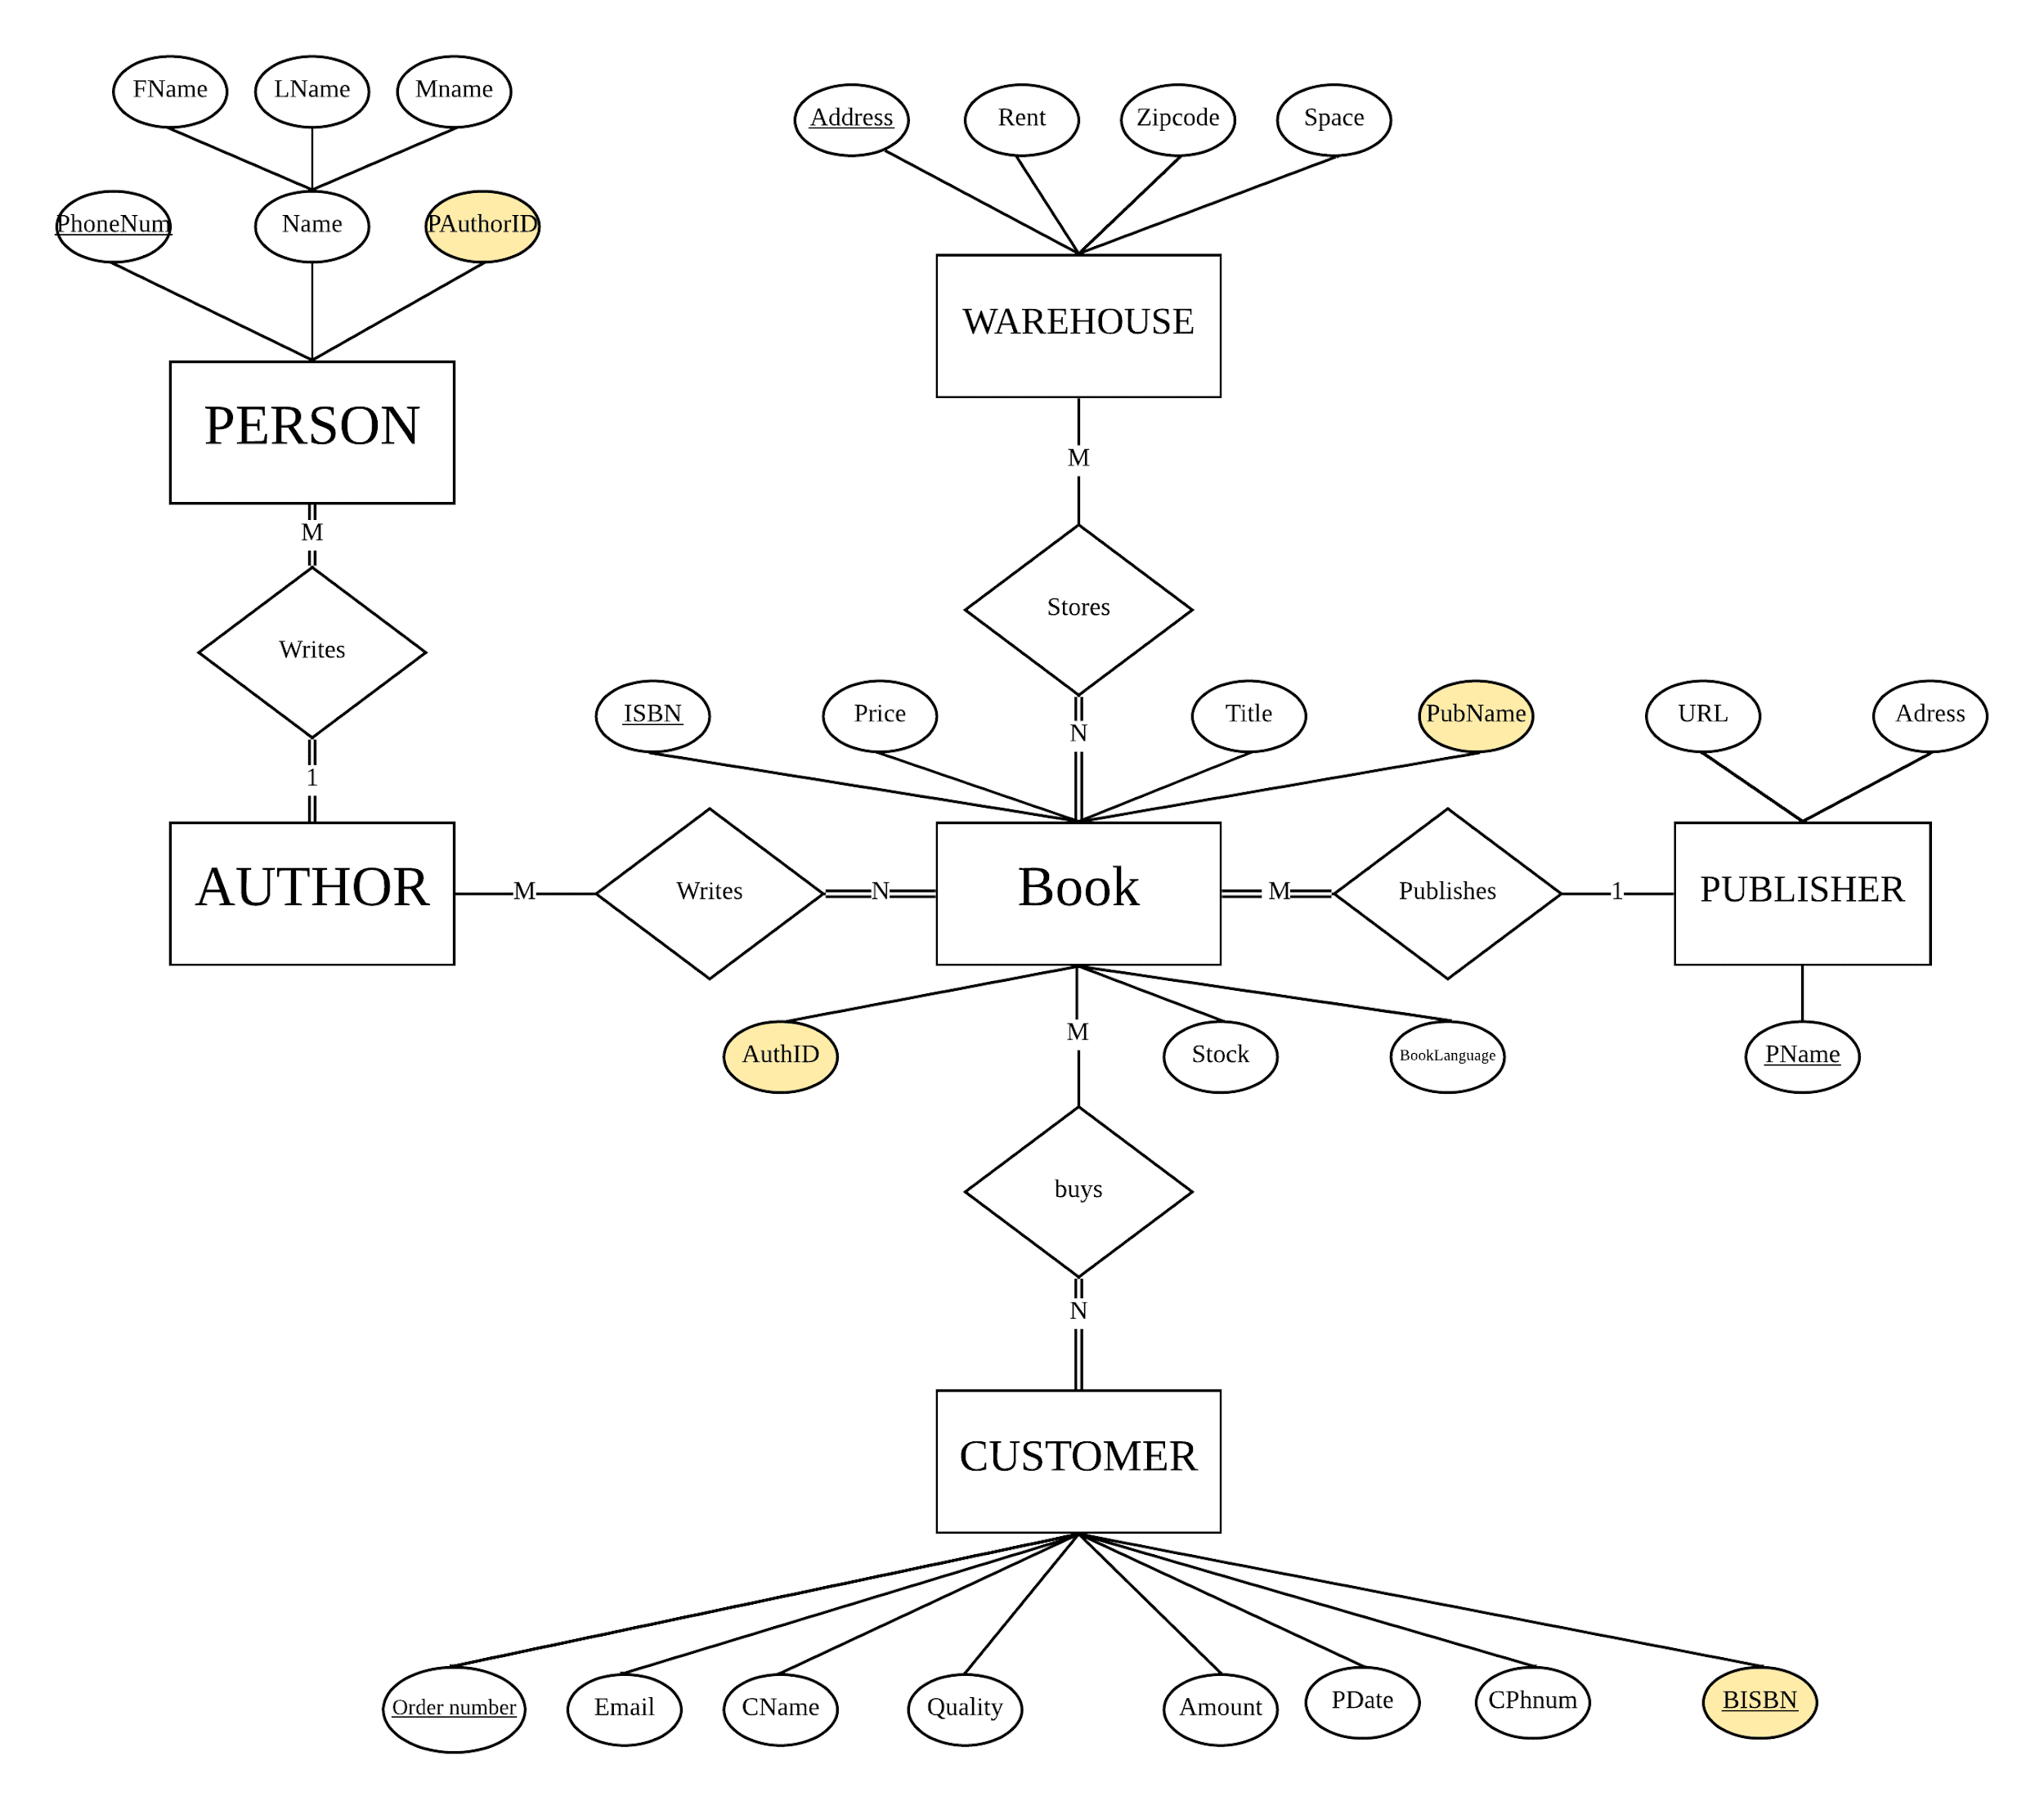 FName
LName
Mname
Address
Rent
Zipcode
Space
PhoneNum
Name
PAuthorID
WAREHOUSE
PERSON
M
M
Stores
Writes
ISBN
Price
N
Title
PubName
URL
Adress
1
AUTHOR
M
Writes
N
Book
M
Publishes
1
PUBLISHER
AuthID
M
Stock
BookLanguage
PName
buys
N
CUSTOMER
Order number
Email
CName
Quality
Amount
PDate
CPhnum
BISBN